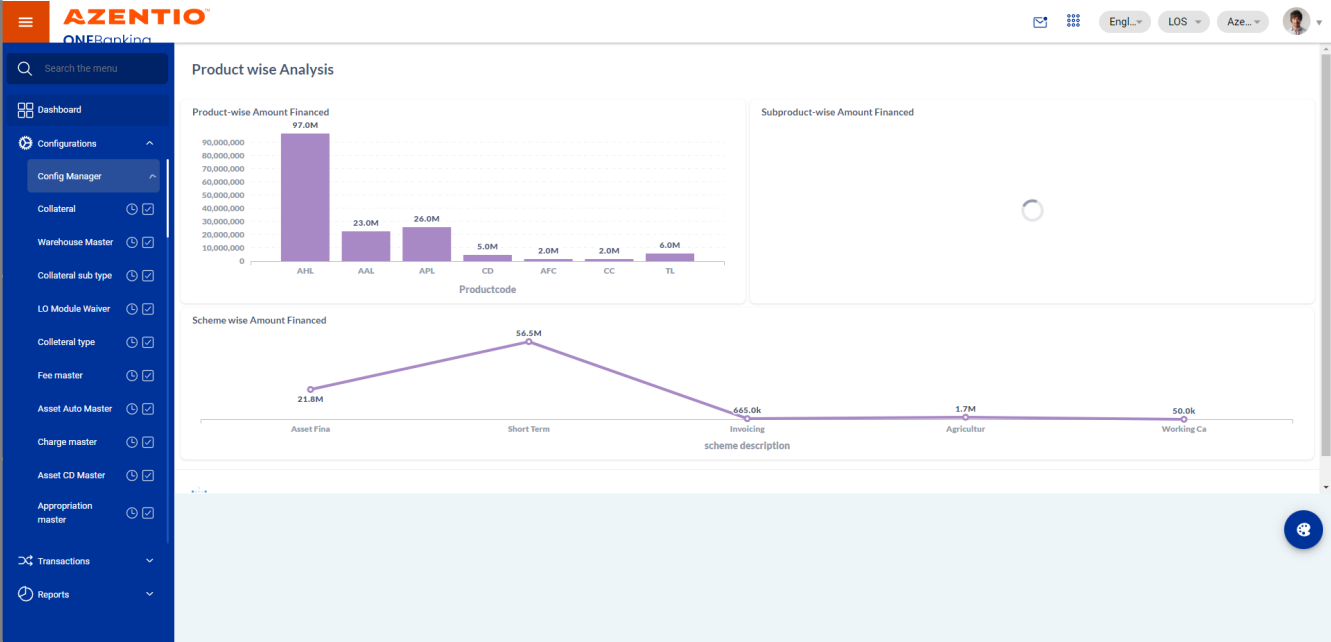 AZENTIO
ONEBanking
Engl...
LOS
Aze...
Search the menu
Dashboard
Configurations
Config Manager
Collateral
Warehouse Master
Collateral sub type
LO Module Waiver
Colleteral type
Fee master
Asset Auto Master
Charge master
Asset CD Master
Appropriation
master
Transactions
Reports
Product wise Analysis
Product-wise Amount Financed
97.0M
90,000,000
80,000,000
70,000,000
60,000,000
50,000,000
40,000,000
30,000,000
20,000,000
10,000,000
0
23.0M
26.0M
5.0M
2.0M
2.0M
6.0M
AHL AAL APL CD AFC CC TL
Productcode
Subproduct-wise Amount Financed
Scheme wise Amount Financed
56.5M
21.8M
665.0k
1.7M
50.0k
Asset Fina Short Term Invoicing Agricultur Working Ca
scheme description